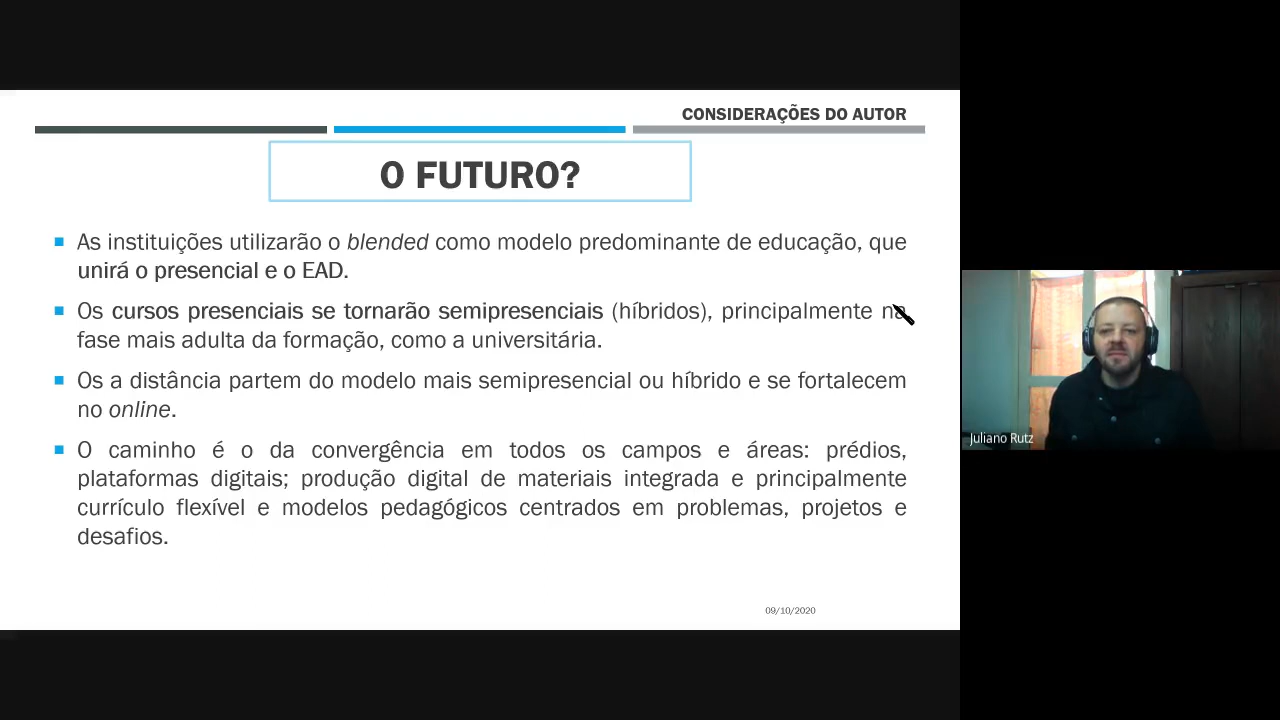 CONSIDERAÇÕES DO AUTOR
O FUTURO?
As instituições utilizarão o blended como modelo predominante de educação, que
unirá o presencial e o EAD.
Os cursos presenciais se tornarão semipresenciais (híbridos), principalmente na
fase mais adulta da formação, como a universitária.
Os a distância partem do modelo mais semipresencial ou híbrido e se fortalecem
no online.
O caminho é o da convergência em todos os campos e áreas: prédios,
plataformas digitais; produção digital de materiais integrada e principalmente
currículo flexível e modelos pedagógicos centrados em problemas, projetos e
desafios.
09/10/2020
Juliano Rutz